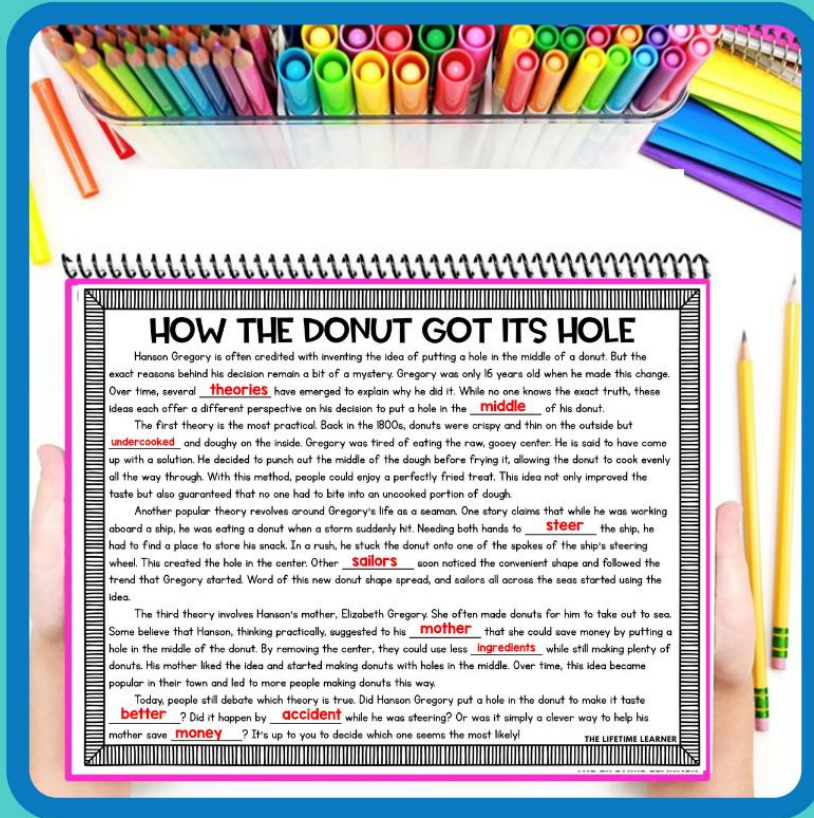 HOW THE DONUT GOT ITS HOLE
Hanson Gregory is often credited with inventing the idea of putting a hole in the middle of a donut. But the
exact reasons behind his decision remain a bit of a mystery. Gregory was only 16 years old when he made this change.
Over time, several theories have emerged to explain why he did it. While no one knows the exact truth, these
ideas each offer a different perspective on his decision to put a hole in the middle of his donut.
The first theory is the most practical. Back in the 1800s, donuts were crispy and thin on the outside but
undercooked and doughy on the inside. Gregory was tired of eating the raw, gooey center. He is said to have come
up with a solution. He decided to punch out the middle of the dough before frying it, allowing the donut to cook evenly
all the way through. With this method, people could enjoy a perfectly fried treat. This idea not only improved the
taste but also guaranteed that no one had to bite into an uncooked portion of dough.
Another popular theory revolves around Gregory's life as a seaman. One story claims that while he was working
aboard a ship, he was eating a donut when a storm suddenly hit. Needing both hands to steer the ship, he
had to find a place to store his snack. In a rush, he stuck the donut onto one of the spokes of the ship's steering
wheel. This created the hole in the center. Other sailors soon noticed the convenient shape and followed the
trend that Gregory started. Word of this new donut shape spread, and sailors all across the seas started using the
idea.
The third theory involves Hanson's mother, Elizabeth Gregory. She often made donuts for him to take out to sea.
Some believe that Hanson, thinking practically, suggested to his mother that she could save money by putting a
hole in the middle of the donut. By removing the center, they could use less ingredients while still making plenty of
donuts. His mother liked the idea and started making donuts with holes in the middle. Over time, this idea became
popular in their town and led to more people making donuts this way.
Today, people still debate which theory is true. Did Hanson Gregory put a hole in the donut to make it taste
better ? Did it happen by accident while he was steering? Or was it simply a clever way to help his
mother save money ? It's up to you to decide which one seems the most likely!
THE LIFETIME LEARNER